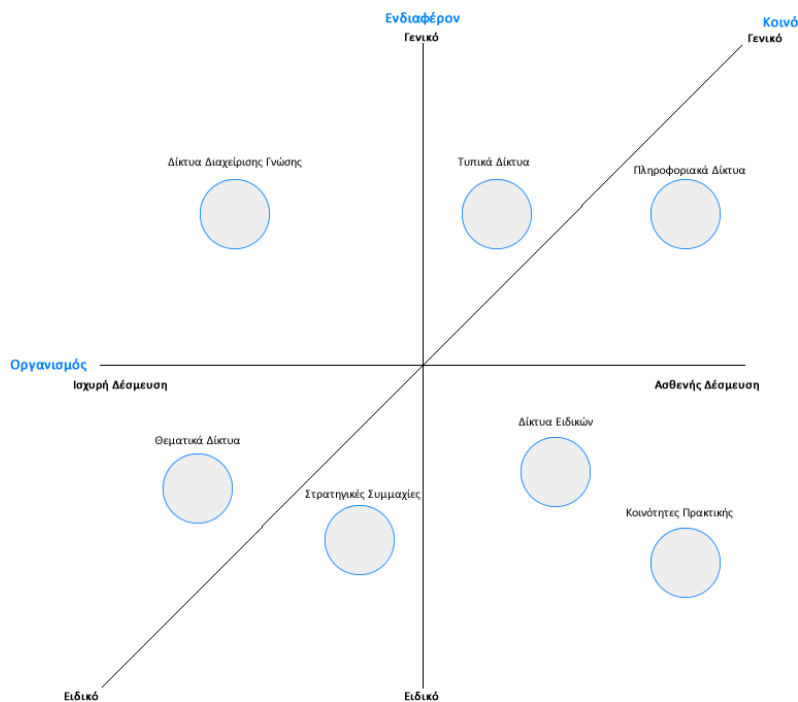 Ενδιαφέρον
Κοινό
Γενικό
Γενικό
Δίκτυα Διαχείρισης Γνώσης
Τυπικά Δίκτυα
Πληροφοριακά Δίκτυα
Οργανισμός
Ισχυρή Δέσμευση
Ασθενής Δέσμευση
Δίκτυα Ειδικών
Θεματικά Δίκτυα
Στρατηγικές Συμμαχίες
Κοινότητες Πρακτικής
Ειδικό
Ειδικό